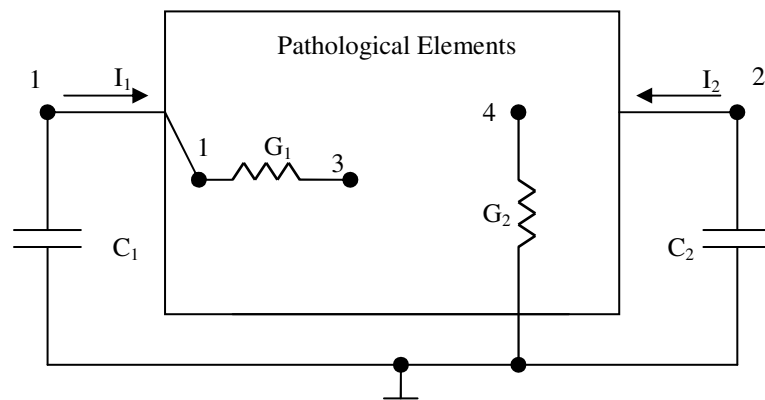 Pathological Elements
1
I₁
I₂
2
4
1
G₁
3
G₂
C₁
C₂